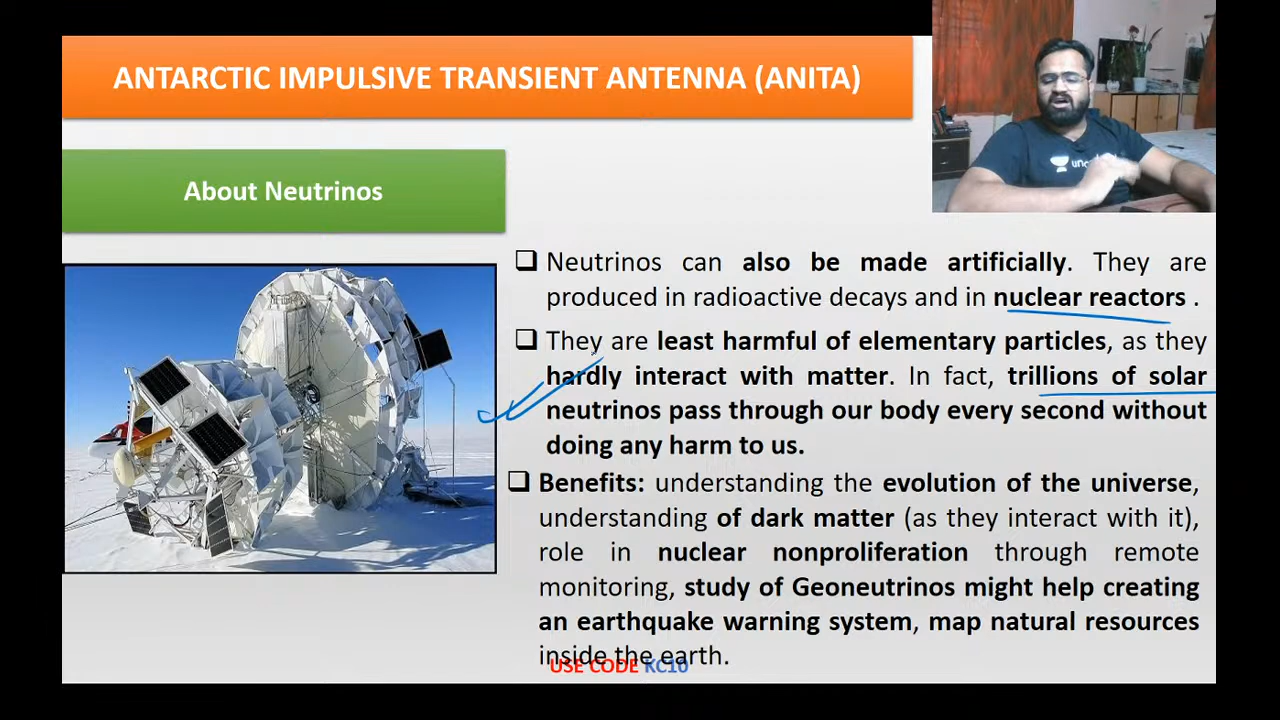 ANTARCTIC IMPULSIVE TRANSIENT ANTENNA (ANITA)
About Neutrinos
❑ Neutrinos can also be made artificially. They are
produced in radioactive decays and in nuclear reactors .
❑ They are least harmful of elementary particles, as they
hardly interact with matter. In fact, trillions of solar
neutrinos pass through our body every second without
doing any harm to us.
❑ Benefits: understanding the evolution of the universe,
understanding of dark matter (as they interact with it),
role in nuclear nonproliferation through remote
monitoring, study of Geoneutrinos might help creating
an earthquake warning system, map natural resources
inside the earth.
USE CODE KC10